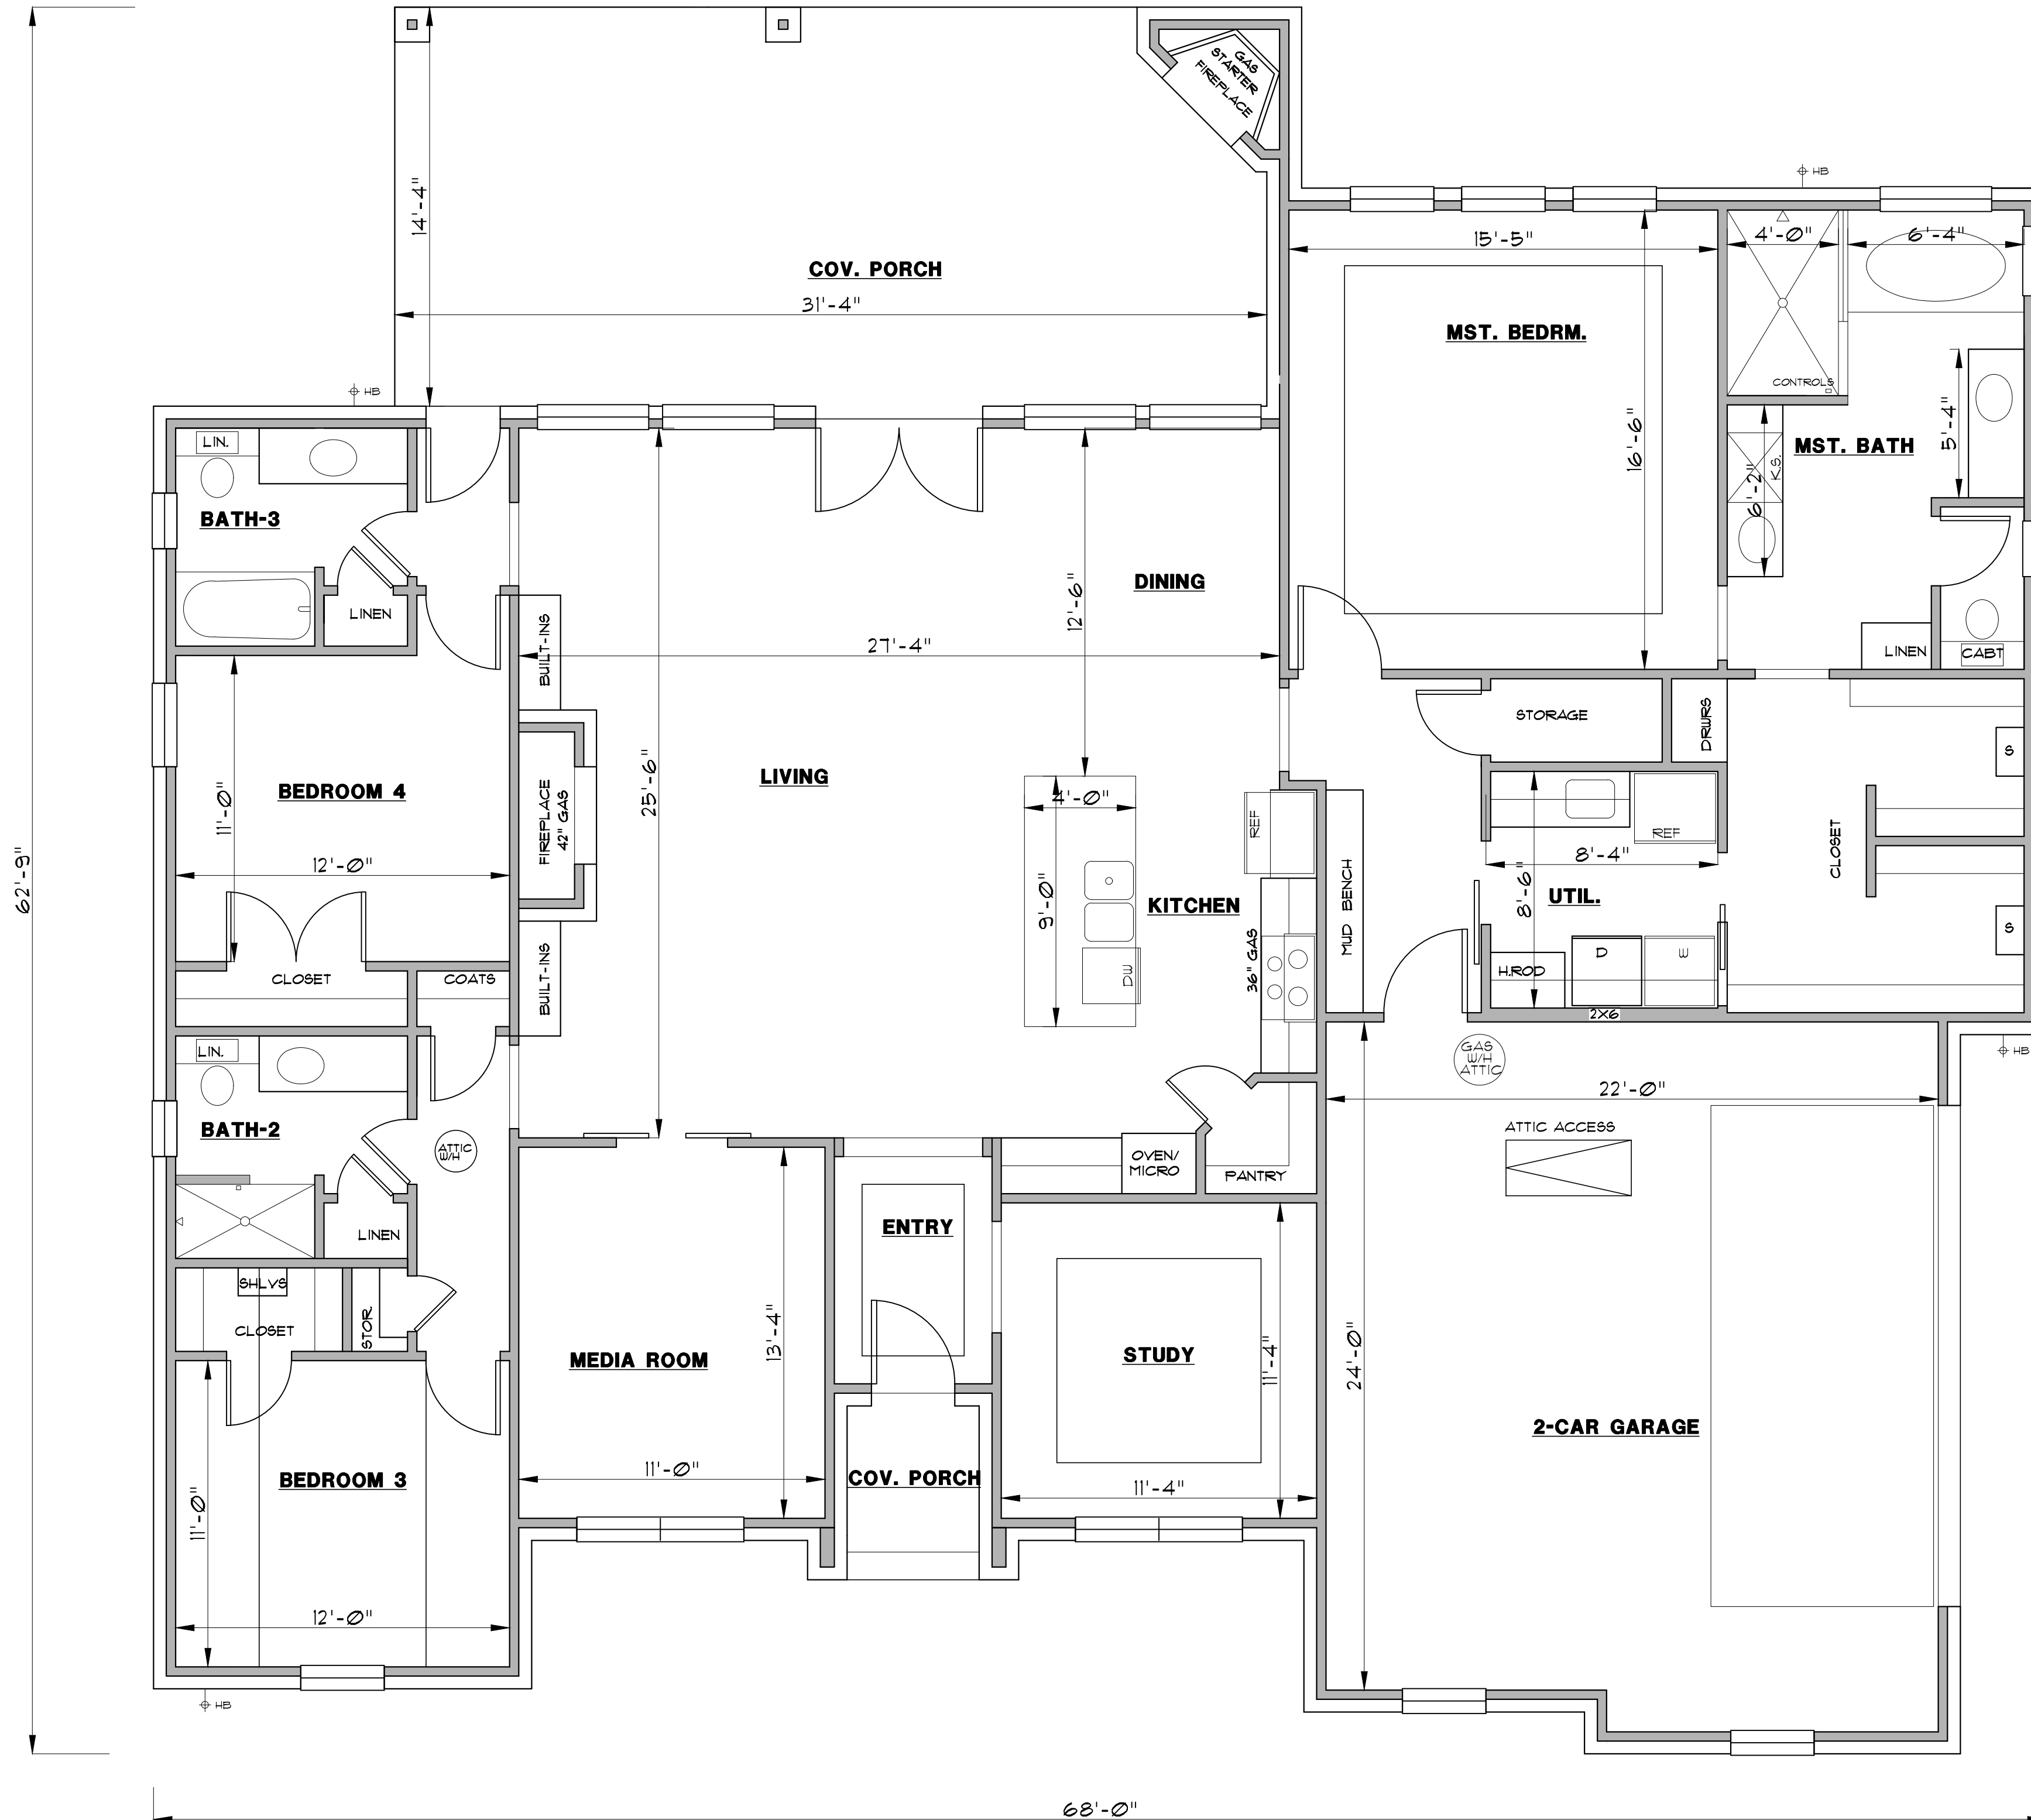 GAS
STARTER
FIREPLACE
HB
14'-4"
COV. PORCH
31'-4"
15'-5"
4'-0"
6'-4"
MST. BEDRM.
CONTROLS
HB
LIN.
16'-6"
MST. BATH
5'-4"
K.S.
6'-2"
BATH-3
LINEN
BUILT-INS
DINING
12'-6"
27'-4"
LINEN
CABT
STORAGE
DRWRS
S
LIVING
25'-6"
BEDROOM 4
11'-0"
12'-0"
FIREPLACE
42" GAS
4'-0"
9'-0"
REF
REF
8'-4"
8'-6"
UTIL.
CLOSET
62'-9"
KITCHEN
MUD BENCH
36" GAS
DW
S
D
W
H.ROD
2X6
CLOSET
COATS
BUILT-INS
LIN.
GAS
W/H
ATTIC
HB
22'-0"
BATH-2
ATTIC
W/H
ATTIC ACCESS
OVEN/
MICRO
PANTRY
LINEN
ENTRY
SHLVS
CLOSET
STOR.
13'-4"
MEDIA ROOM
STUDY
11'-4"
24'-0"
2-CAR GARAGE
BEDROOM 3
11'-0"
11'-0"
COV. PORCH
11'-4"
12'-0"
HB
68'-0"